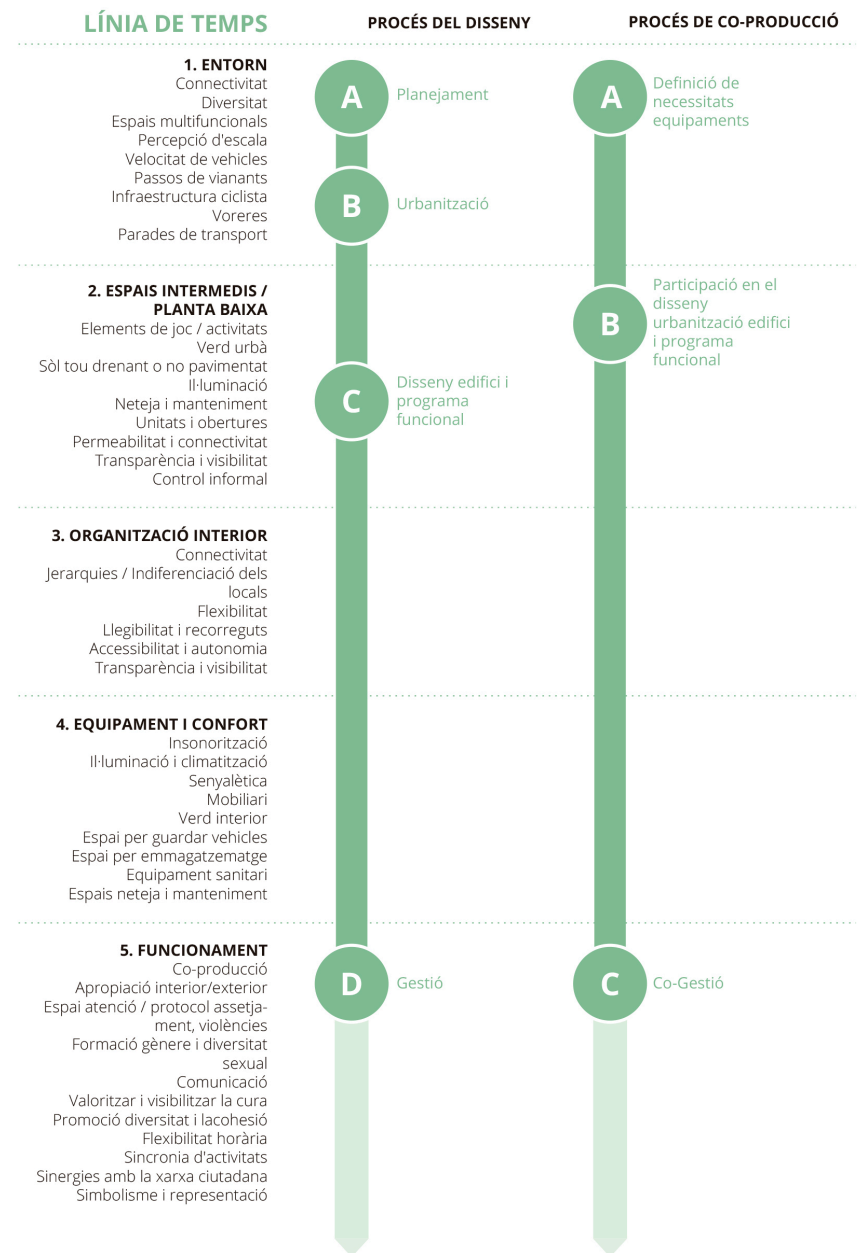 LÍNIA DE TEMPS
PROCÉS DEL DISSENY
PROCÉS DE CO-PRODUCCIÓ
1. ENTORN
Connectivitat
Diversitat
Espais multifuncionals
Percepció d'escala
Velocitat de vehicles
Passos de vianants
Infraestructura ciclista
Voreres
Parades de transport
A
Planejament
B
Urbanització
A
Definició de
necessitats
equipaments
2. ESPAIS INTERMEDIS /
PLANTA BAIXA
Elements de joc / activitats
Verd urbà
Sòl tou drenant o no pavimentat
Il·luminació
Neteja i manteniment
Unitats i obertures
Permeabilitat i connectivitat
Transparència i visibilitat
Control informal
C
Disseny edifici i
programa
funcional
B
Participació en el
disseny
urbanització edifici
i programa
funcional
3. ORGANITZACIÓ INTERIOR
Connectivitat
Jerarquies / Indiferenciació dels
locals
Flexibilitat
Llegibilitat i recorreguts
Accessibilitat i autonomia
Transparència i visibilitat
4. EQUIPAMENT I CONFORT
Insonorització
Il·luminació i climatització
Senyalètica
Mobiliari
Verd interior
Espai per guardar vehicles
Espai per emmagatzematge
Equipament sanitari
Espais neteja i manteniment
5. FUNCIONAMENT
Co-producció
Apropiació interior/exterior
Espai atenció / protocol assetja-
ment, violències
Formació gènere i diversitat
sexual
Comunicació
Valoritzar i visibilitzar la cura
Promoció diversitat i lacohesió
Flexibilitat horària
Sincronia d'activitats
Sinergies amb la xarxa ciutadana
Simbolisme i representació
D
Gestió
C
Co-Gestió